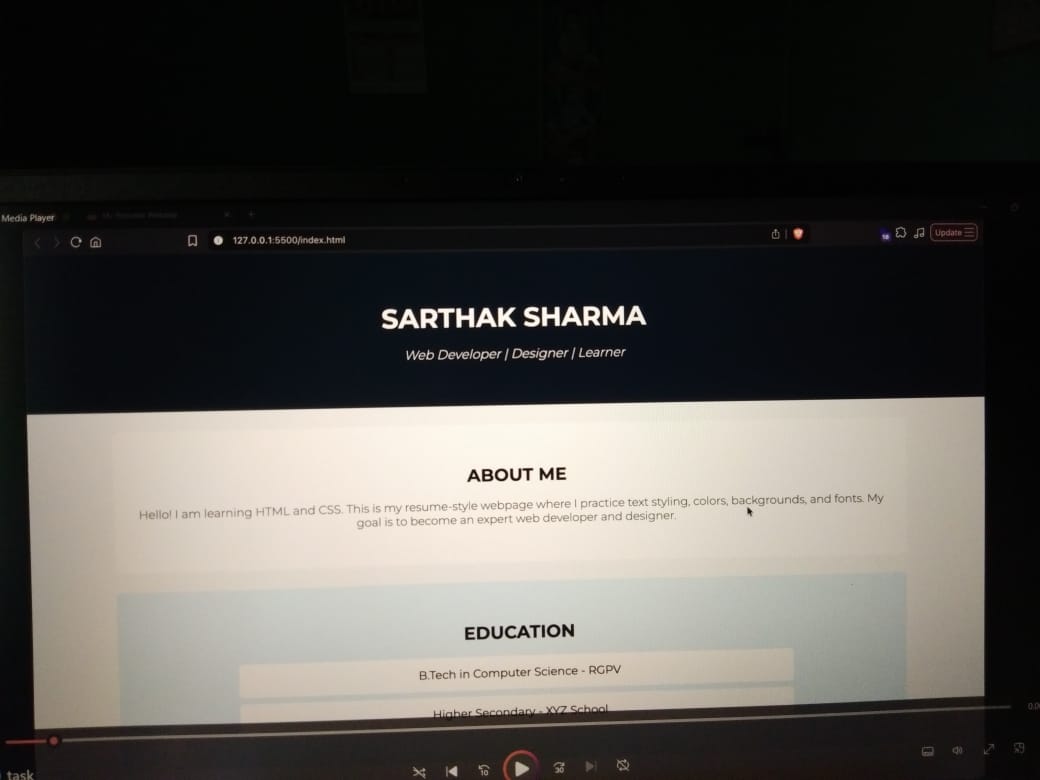 Media Player
127.0.0.1:5500/index.html
Update
SARTHAK SHARMA
Web Developer | Designer | Learner
ABOUT ME
Hello! I am learning HTML and CSS. This is my resume-style webpage where I practice text styling, colors, backgrounds, and fonts. My
goal is to become an expert web developer and designer.
EDUCATION
B.Tech in Computer Science - RGPV
Higher Secondary - XYZ School
10
30
task